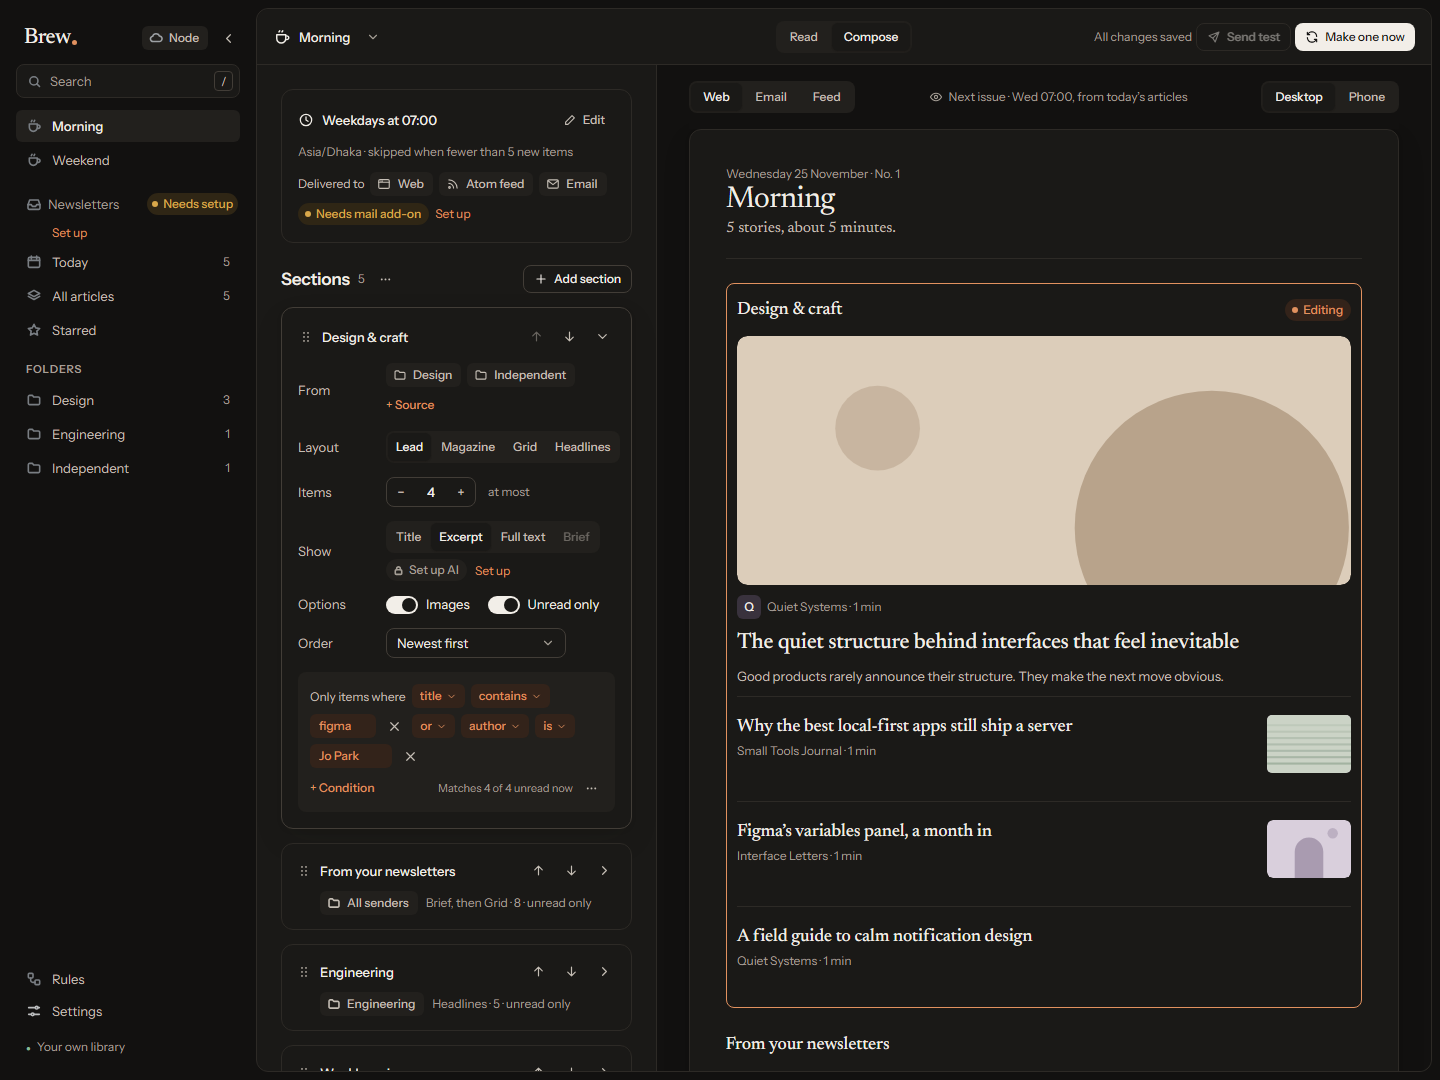 Brew.
Node
Search
/
Morning
Weekend
Newsletters
Needs setup
Set up
Today
5
All articles
5
Starred
FOLDERS
Design
3
Engineering
1
Independent
1
Rules
Settings
Your own library
Morning
Read
Compose
All changes saved
Send test
Make one now
Weekdays at 07:00
Edit
Asia/Dhaka · skipped when fewer than 5 new items
Delivered to
Web
Atom feed
Email
Needs mail add-on
Set up
Sections 5
Add section
Design & craft
From
Design
Independent
+ Source
Layout
Lead
Magazine
Grid
Headlines
Items
− 4 +
at most
Show
Title
Excerpt
Full text
Brief
Set up AI
Set up
Options
Images
Unread only
Order
Newest first
Only items where
title
contains
figma
or
author
is
Jo Park
+ Condition
Matches 4 of 4 unread now
From your newsletters
All senders
Brief, then Grid · 8 · unread only
Engineering
Engineering
Headlines · 5 · unread only
Web
Email
Feed
Next issue · Wed 07:00, from today’s articles
Desktop
Phone
Wednesday 25 November · No. 1
Morning
5 stories, about 5 minutes.
Design & craft
Editing
Q
Quiet Systems · 1 min
The quiet structure behind interfaces that feel inevitable
Good products rarely announce their structure. They make the next move obvious.
Why the best local-first apps still ship a server
Small Tools Journal · 1 min
Figma’s variables panel, a month in
Interface Letters · 1 min
A field guide to calm notification design
Quiet Systems · 1 min
From your newsletters